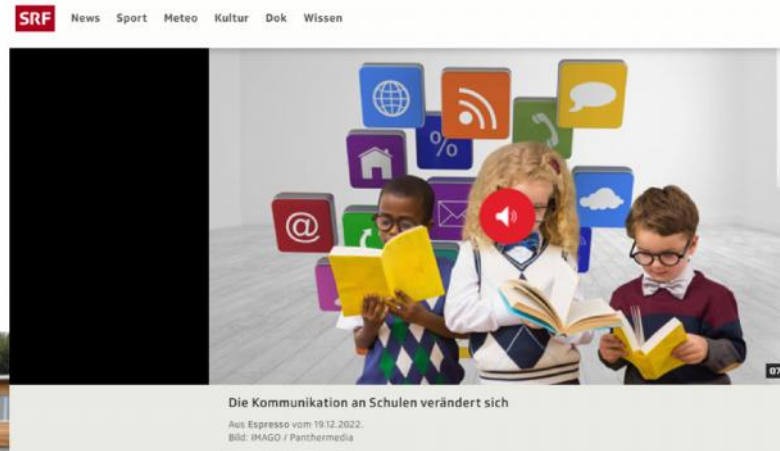 SRF News Sport Meteo Kultur Dok Wissen
%
@
07
Die Kommunikation an Schulen verändert sich
Aus Espresso vom 19.12.2022.
Bild: IMAGO / Panthermedia